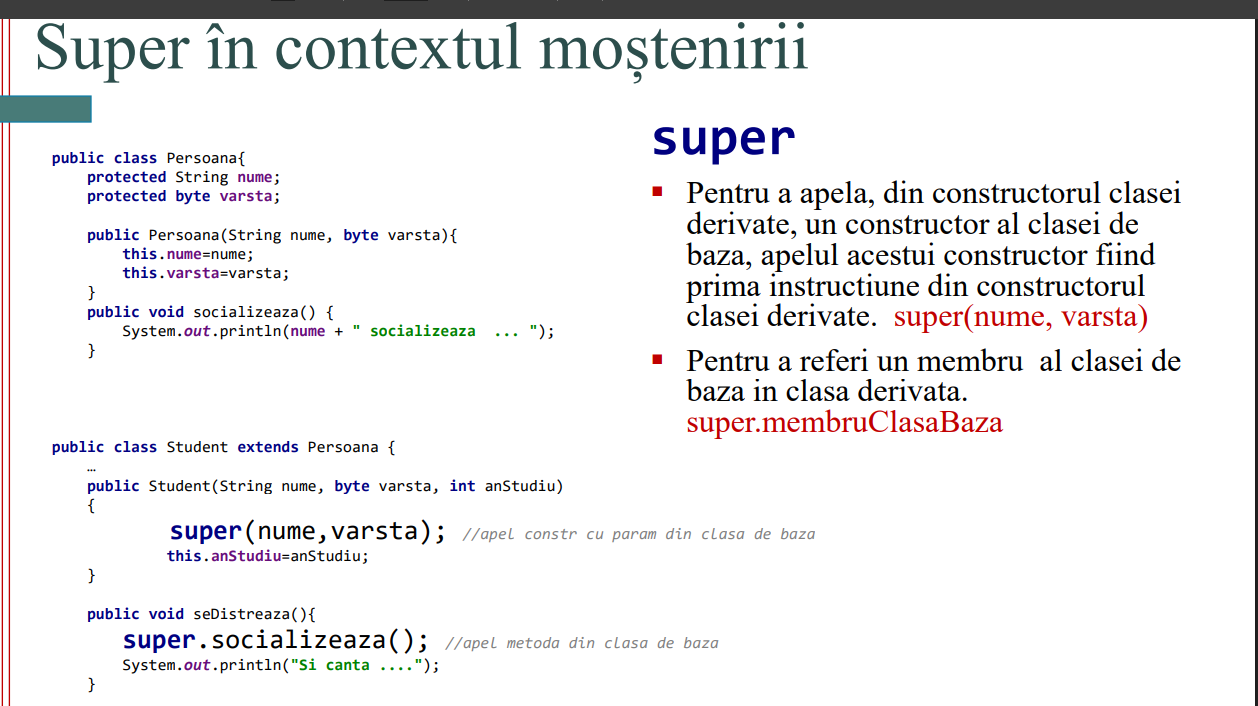 Super în contextul moștenirii
public class Persoana{
protected String nume;
protected byte varsta;
public Persoana(String nume, byte varsta){
this.nume=nume;
this.varsta=varsta;
}
public void socializeaza() {
System.out.println(nume + " socializeaza  ... ");
}
public class Student extends Persoana {
…
public Student(String nume, byte varsta, int anStudiu)
{
super(nume,varsta); //apel constr cu param din clasa de baza
this.anStudiu=anStudiu;
}
public void seDistreaza(){
super.socializeaza(); //apel metoda din clasa de baza
System.out.println("Si canta ....");
}
super
Pentru a apela, din constructorul clasei
derivate, un constructor al clasei de
baza, apelul acestui constructor fiind
prima instructiune din constructorul
clasei derivate.  super(nume, varsta)
Pentru a referi un membru  al clasei de
baza in clasa derivata.
super.membruClasaBaza